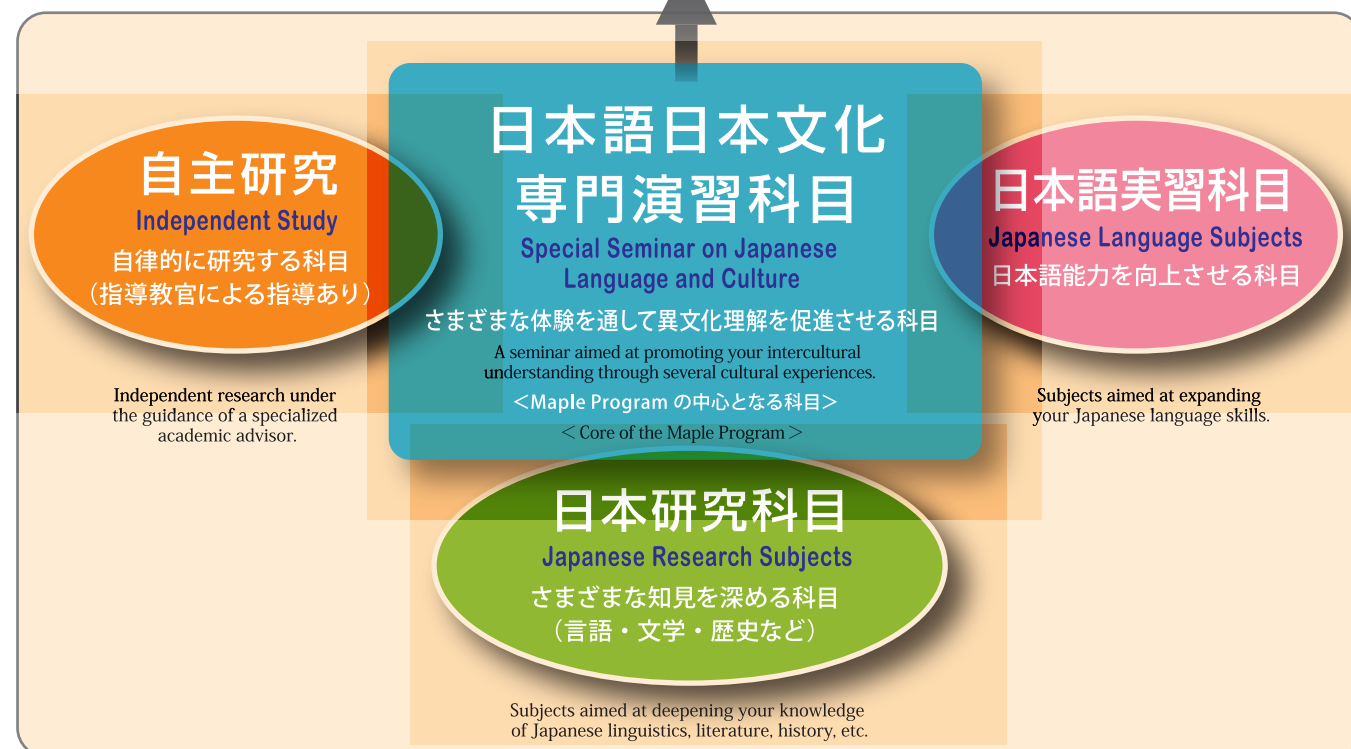 自主研究
Independent Study
自律的に研究する科目
（指導教官による指導あり）
Independent research under
the guidance of a specialized
academic advisor.
日本語日本文化
専門演習科目
Special Seminar on Japanese
Language and Culture
さまざまな体験を通して異文化理解を促進させる科目
A seminar aimed at promoting your intercultural
understanding through several cultural experiences.
＜Maple Program の中心となる科目＞
＜Core of the Maple Program＞
日本語実習科目
Japanese Language Subjects
日本語能力を向上させる科目
Subjects aimed at expanding
your Japanese language skills.
日本研究科目
Japanese Research Subjects
さまざまな知見を深める科目
（言語・文学・歴史など）
Subjects aimed at deepening your knowledge
of Japanese linguistics, literature, history, etc.